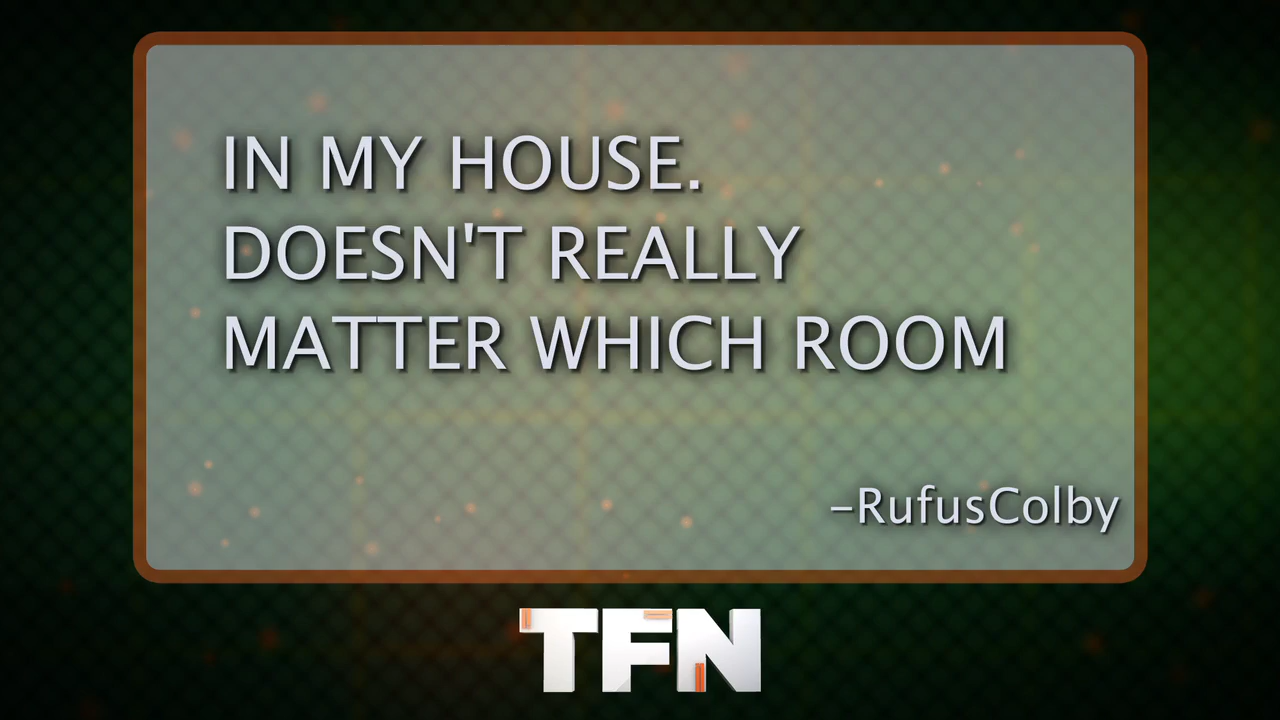 IN MY HOUSE.
DOESN'T REALLY
MATTER WHICH ROOM
–RufusColby
TFN